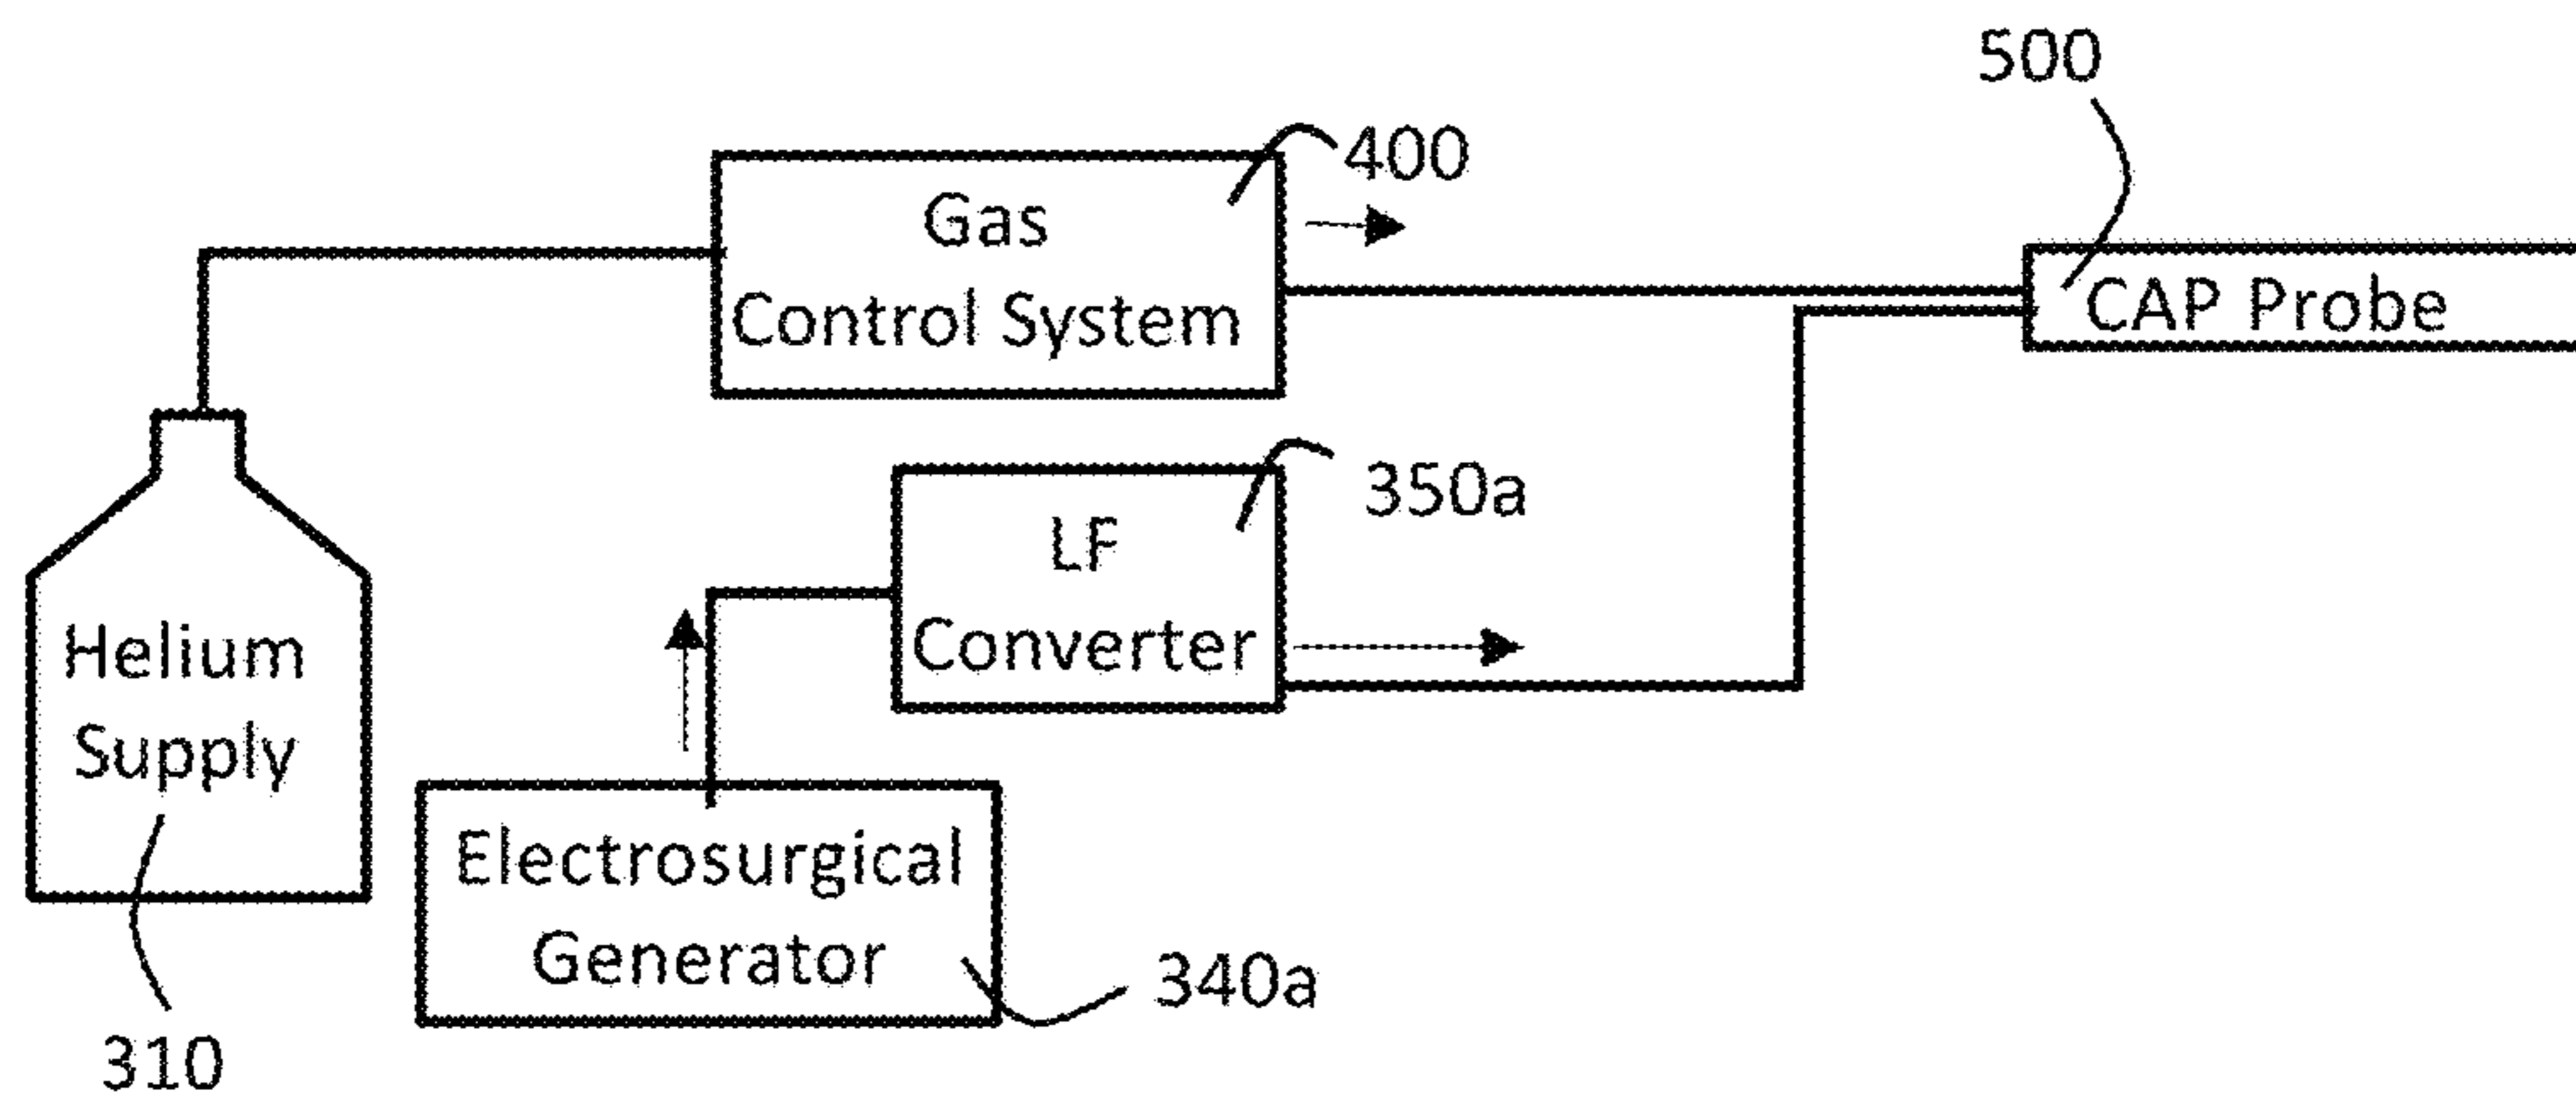 500
400
Gas
Control System
CAP Probe
350a
LF
Converter
Helium
Supply
Electrosurgical
Generator
340a
310